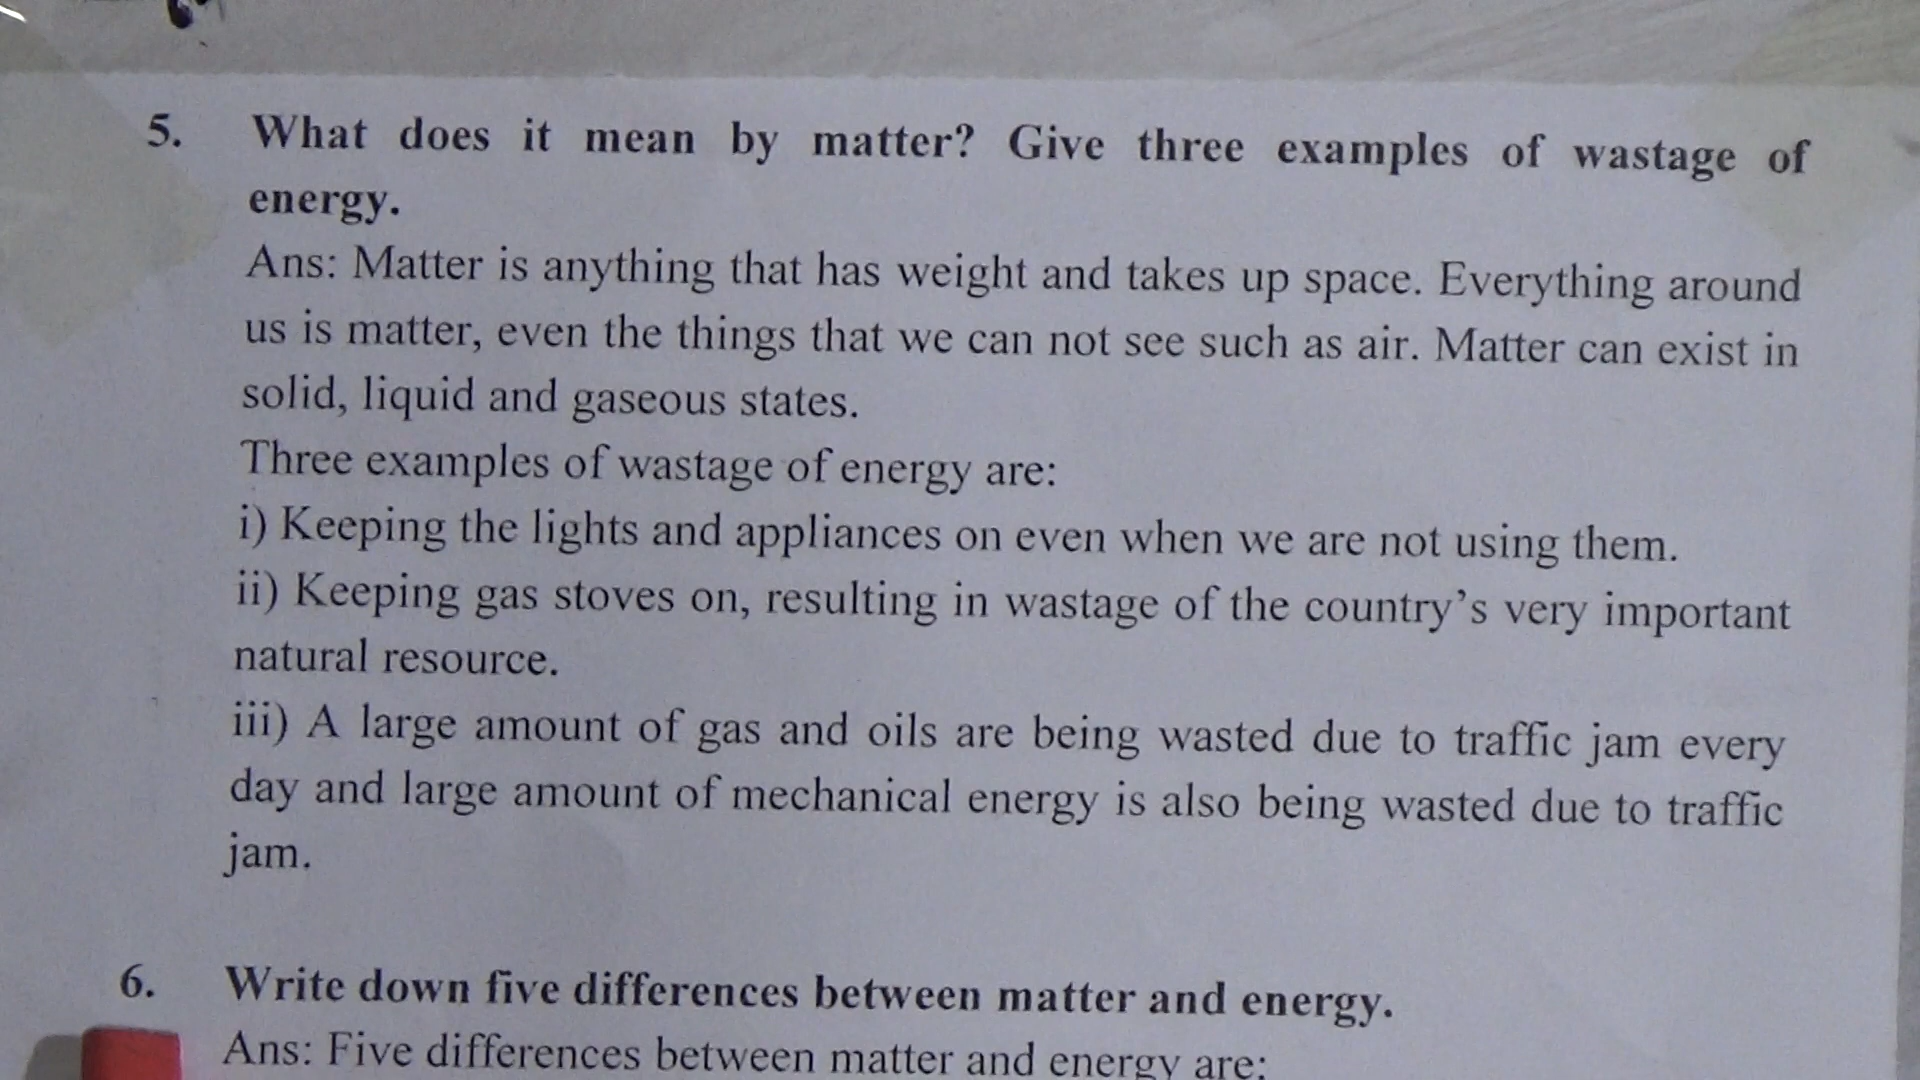 5. What does it mean by matter? Give three examples of wastage of
energy.
Ans: Matter is anything that has weight and takes up space. Everything around
us is matter, even the things that we can not see such as air. Matter can exist in
solid, liquid and gaseous states.
Three examples of wastage of energy are:
i) Keeping the lights and appliances on even when we are not using them.
ii) Keeping gas stoves on, resulting in wastage of the country's very important
natural resource.
iii) A large amount of gas and oils are being wasted due to traffic jam every
day and large amount of mechanical energy is also being wasted due to traffic
jam.
6. Write down five differences between matter and energy.
Ans: Five differences between matter and energy are: